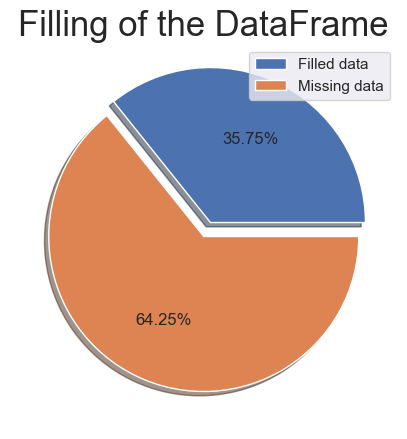 Filling of the DataFrame
Filled data
Missing data
35.75%
64.25%